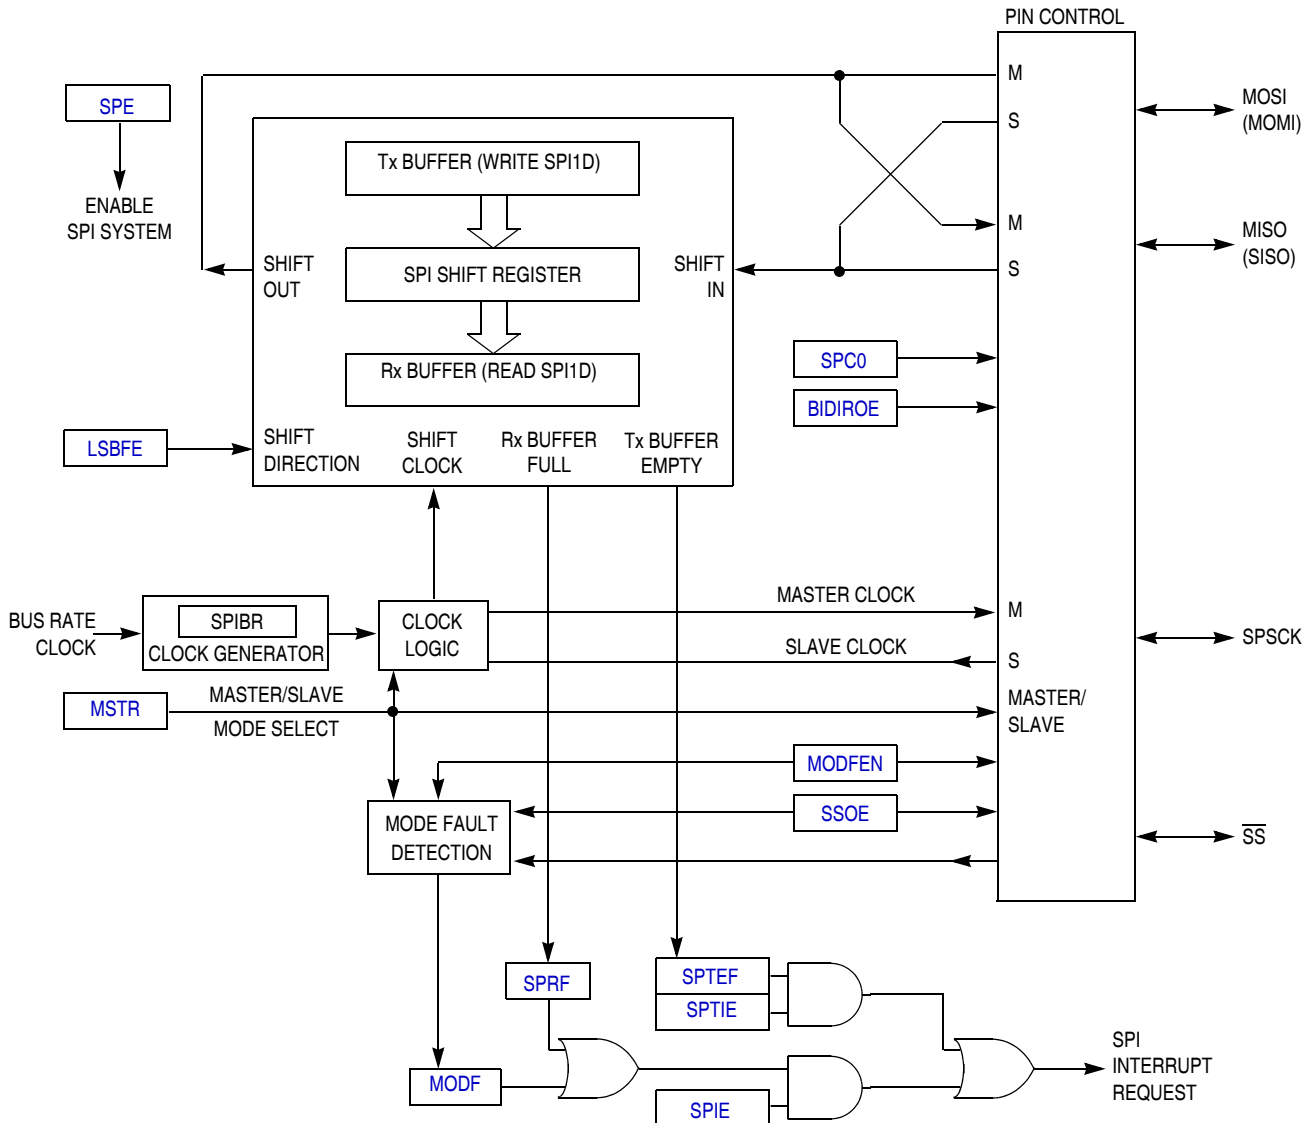 PIN CONTROL
M
S
M
S
MOSI
(MOMI)
MISO
(SISO)
SPE
ENABLE
SPI SYSTEM
Tx BUFFER (WRITE SPI1D)
SHIFT
OUT
SPI SHIFT REGISTER
SHIFT
IN
Rx BUFFER (READ SPI1D)
SPC0
BIDIROE
LSBFE
SHIFT
DIRECTION
SHIFT
CLOCK
Rx BUFFER
FULL
Tx BUFFER
EMPTY
BUS RATE
CLOCK
SPIBR
CLOCK GENERATOR
CLOCK
LOGIC
MASTER CLOCK
M
SLAVE CLOCK
S
SPSCK
MSTR
MASTER/SLAVE
MODE SELECT
MASTER/
SLAVE
MODFEN
SSOE
MODE FAULT
DETECTION
SS
SPRF
SPTEF
SPTIE
MODF
SPIE
SPI
INTERRUPT
REQUEST